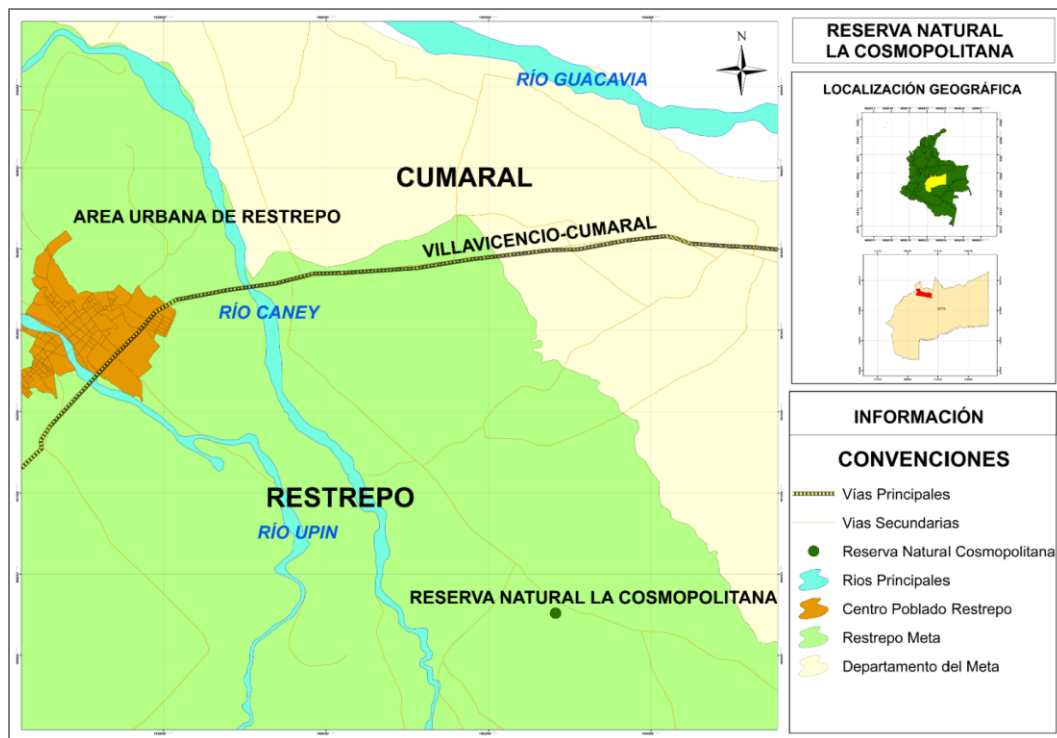 RÍO GUACAVIA
CUMARAL
AREA URBANA DE RESTREPO
VILLAVICENCIO-CUMARAL
RÍO CANEY
RESTREPO
RÍO UPIN
RESERVA NATURAL LA COSMOPOLITANA
N
RESERVA NATURAL
LA COSMOPOLITANA
LOCALIZACIÓN GEOGRÁFICA
INFORMACIÓN
CONVENCIONES
Vías Principales
Vias Secundarias
Reserva Natural Cosmopolitana
Rios Principales
Centro Poblado Restrepo
Restrepo Meta
Departamento del Meta